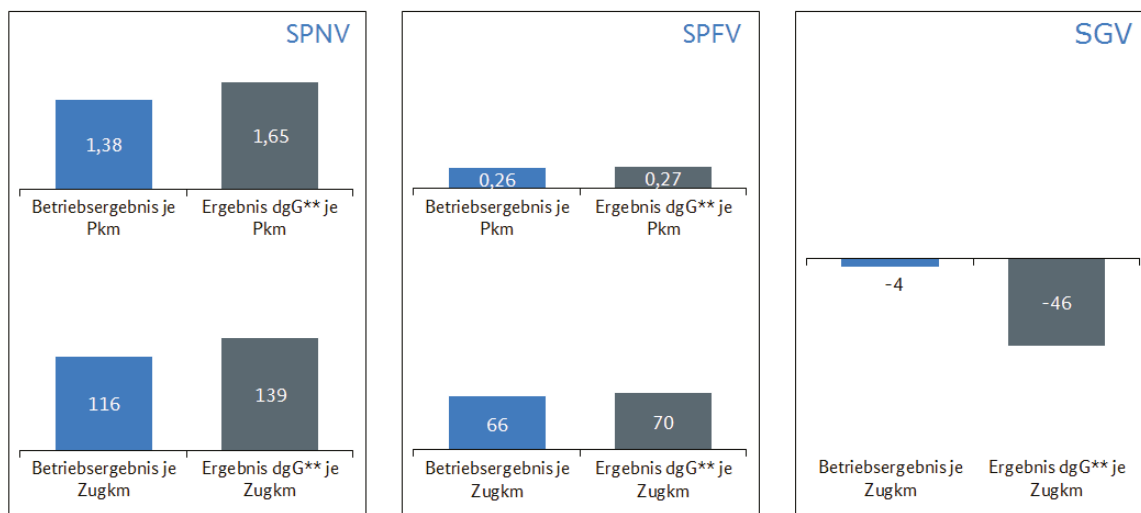 SPNV
1,38
1,65
Betriebsergebnis je
Pkm
Ergebnis dgG** je
Pkm
116
139
Betriebsergebnis je
Zugkm
Ergebnis dgG** je
Zugkm
SPFV
0,26
0,27
Betriebsergebnis je
Pkm
Ergebnis dgG** je
Pkm
66
70
Betriebsergebnis je
Zugkm
Ergebnis dgG** je
Zugkm
SGV
-4
-46
Betriebsergebnis je
Zugkm
Ergebnis dgG** je
Zugkm